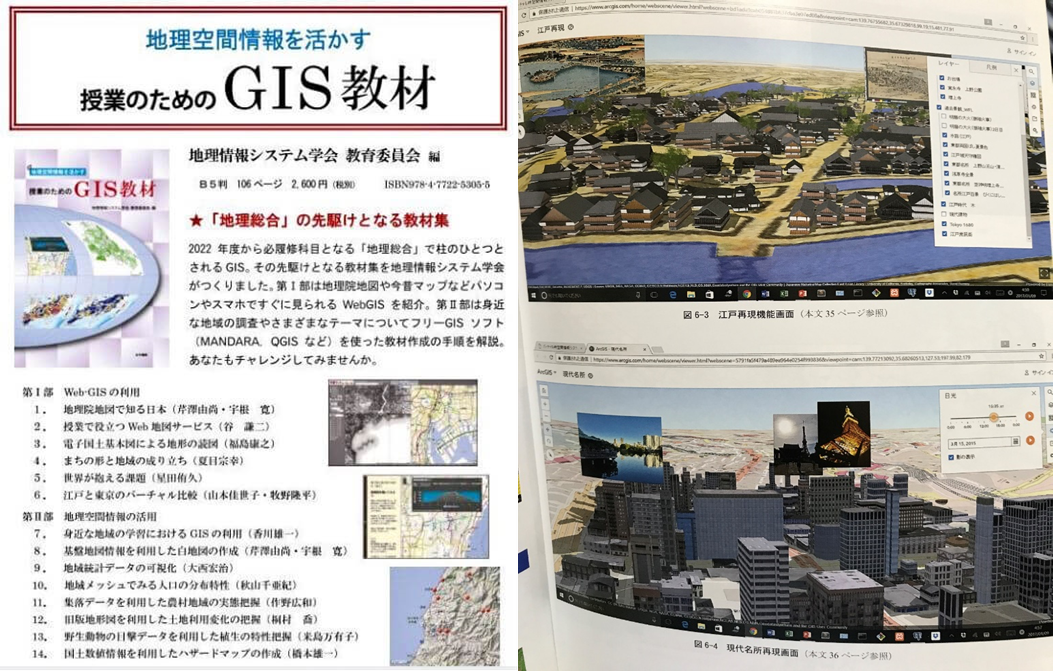 地理空間情報を活かす
授業のための GIS教材
地理空間情報を活かす
授業のための GIS教材
地理情報システム学会 教育委員会 編
B5判 106ページ 2,600円(税別) ISBN978-4-7722-5305-5
★「地理総合」の先駆けとなる教材集
2022 年度から必履修科目となる「地理総合」で柱のひとつと
されるGIS。その先駆けとなる教材集を地理情報システム学会
がつくりました。第Ⅰ部は地理院地図や今昔マップなどパソコ
ンやスマホですぐに見られる WebGIS を紹介。第Ⅱ部は身近
な地域の調査やさまざまなテーマについてフリーGIS ソフト
(MANDARA, QGIS など)を使った教材作成の手順を解説。
あなたもチャレンジしてみませんか。
第Ⅰ部 Web-GISの利用
1. 地理院地図で知る日本(芹澤由尚・宇根 寛)
2. 授業で役立つWeb地図サービス(谷 謙二)
3. 電子国土基本図による地形の読図(福島康之)
4. まちの形と地域の成り立ち(夏目宗幸)
5. 世界が抱える課題(星田侑久)
6. 江戸と東京のバーチャル比較(山本佳世子・牧野隆平)
第Ⅱ部 地理空間情報の活用
7. 身近な地域の学習におけるGISの利用(香川雄一)
8. 基盤地図情報を利用した白地図の作成(芹澤由尚・宇根 寛)
9. 地域統計データの可視化(大西宏治)
10. 地域メッシュでみる人口の分布特性(秋山千亜紀)
11. 集落データを利用した農村地域の実態把握(作野広和)
12. 旧版地形図を利用した土地利用変化の把握(桐村 喬)
13. 野生動物の目撃データを利用した植生の特性把握(米島万有子)
14. 国土数値情報を利用したハザードマップの作成(橋本雄一)
江戸再現
サインイン
レイヤー 凡例
図 6-3 江戸再現機能画面(本文 35 ページ参照)
ArcGIS 現代名所
サインイン
日光
影の表示
図 6-4 現代名所再現画面(本文 36 ページ参照)